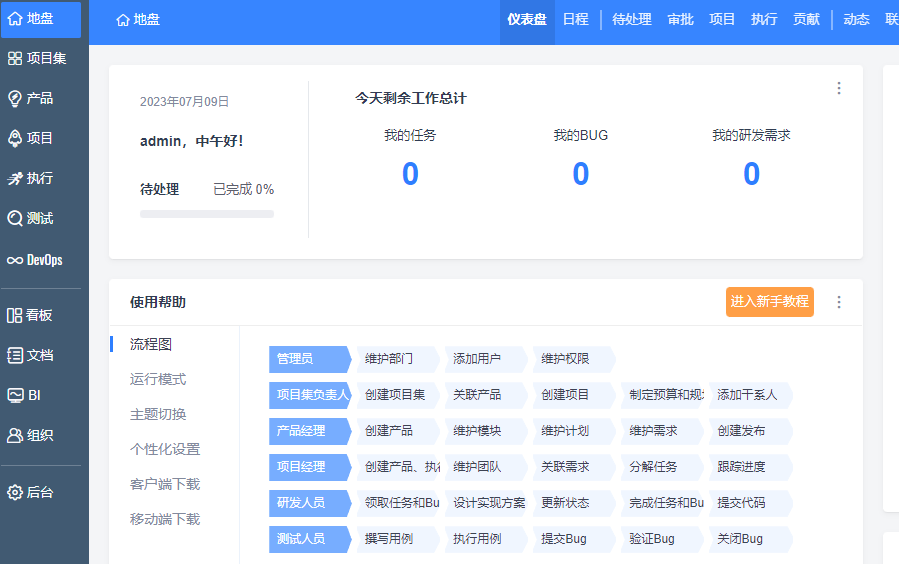 地盘
项目集
产品
项目
执行
测试
DevOps
看板
文档
BI
组织
后台
地盘
仪表盘 日程 待处理 审批 项目 执行 贡献 动态 联
2023年07月09日
admin，中午好！
待处理 已完成 0%
今天剩余工作总计
我的任务 我的BUG 我的研发需求
0 0 0
使用帮助 进入新手教程
流程图
运行模式
主题切换
个性化设置
客户端下载
移动端下载
管理员 维护部门 添加用户 维护权限
项目集负责人 创建项目集 关联产品 创建项目 制定预算和规 添加干系人
产品经理 创建产品 维护模块 维护计划 维护需求 创建发布
项目经理 创建产品、执行 维护团队 关联需求 分解任务 跟踪进度
研发人员 领取任务和Bu 设计实现方案 更新状态 完成任务和Bu 提交代码
测试人员 撰写用例 执行用例 提交Bug 验证Bug 关闭Bug